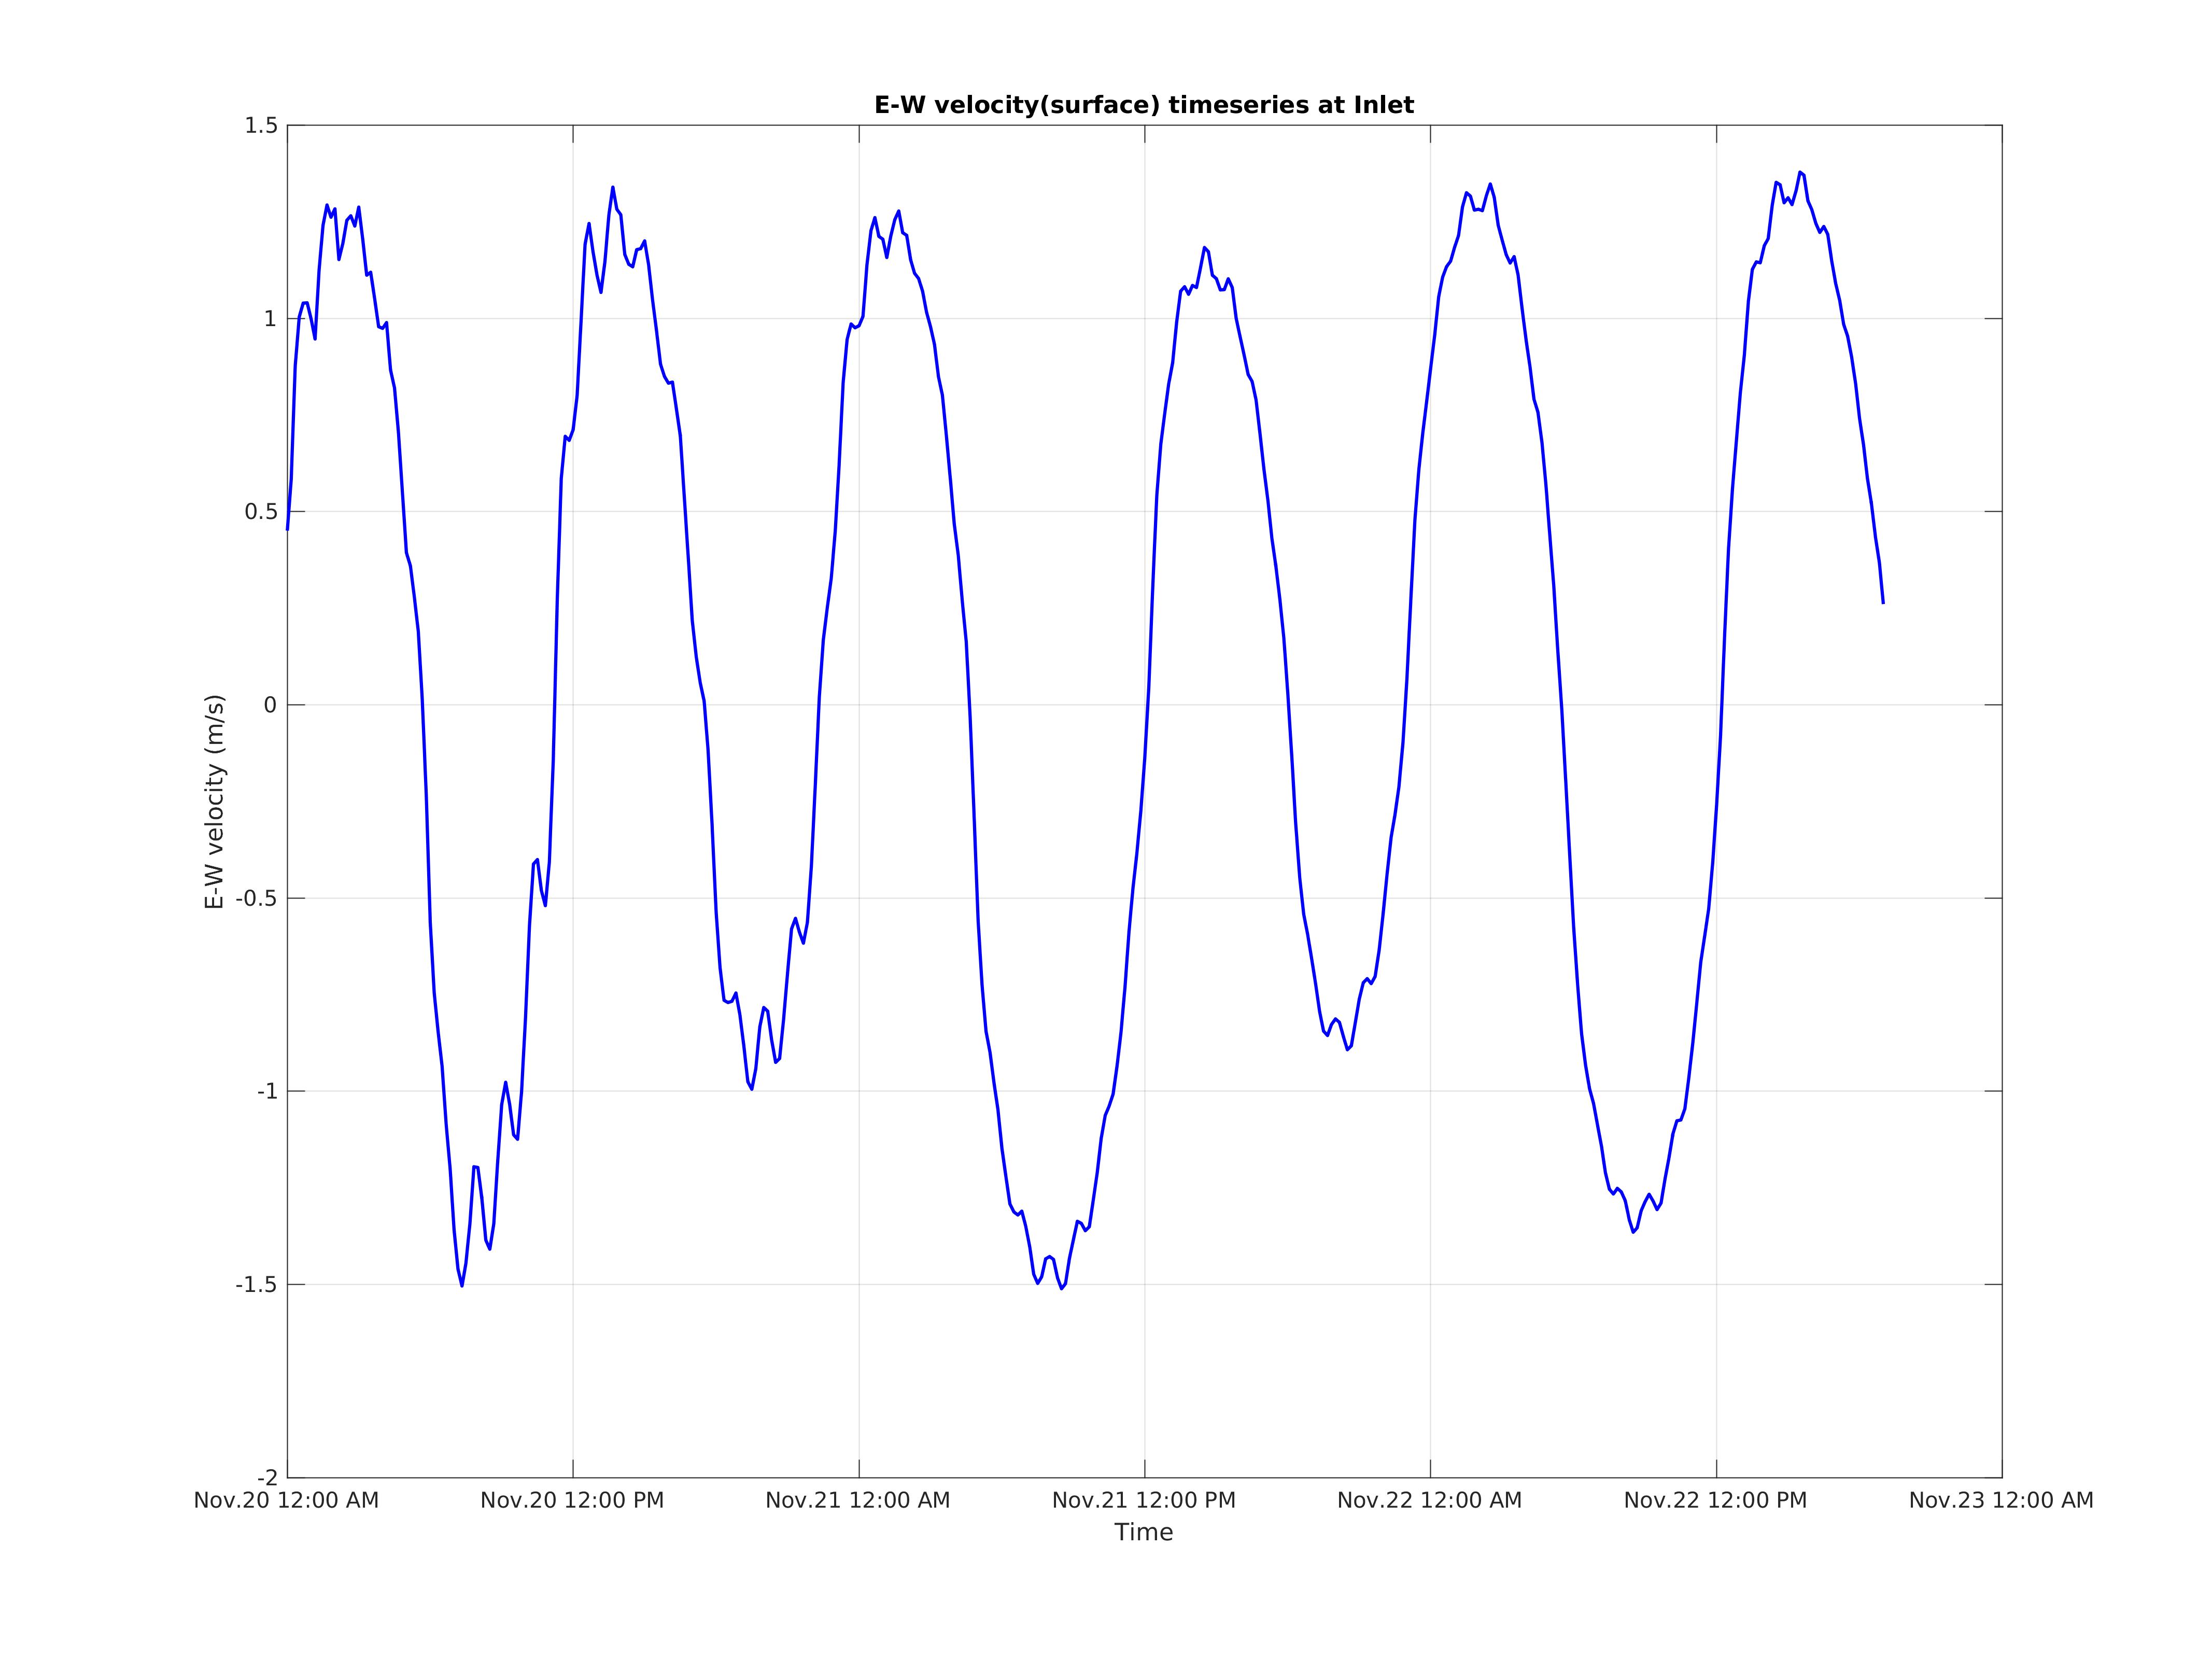 E-W velocity(surface) timeseries at Inlet
1.5
1
0.5
0
-0.5
-1
-1.5
-2
E-W velocity (m/s)
Nov.20 12:00 AM Nov.20 12:00 PM Nov.21 12:00 AM Nov.21 12:00 PM Nov.22 12:00 AM Nov.22 12:00 PM Nov.23 12:00 AM
Time